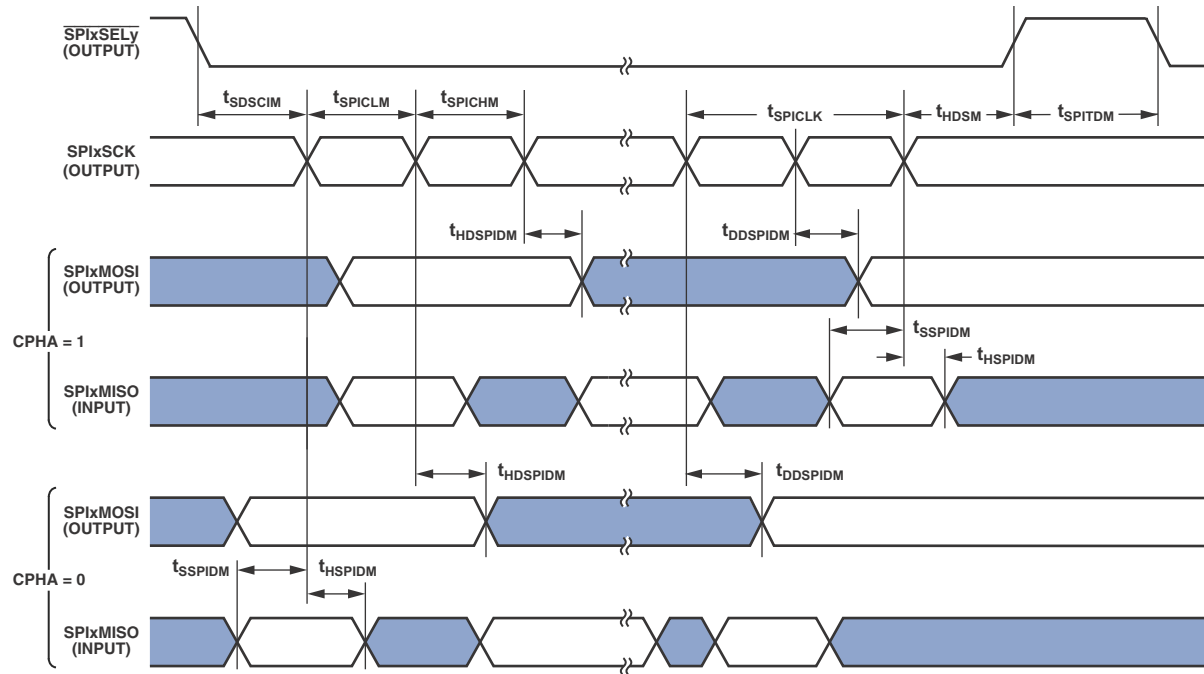 SPIxSELy
(OUTPUT)
tSDSCIM
tSPICLM
tSPICHM
tSPICLK
tHDSM
tSPITDM
SPIxSCK
(OUTPUT)
tHDSPIDM
tDDSPIDM
SPIxMOSI
(OUTPUT)
CPHA = 1
tSSPIDM
tHSPIDM
SPIxMISO
(INPUT)
tHDSPIDM
tDDSPIDM
SPIxMOSI
(OUTPUT)
CPHA = 0
tSSPIDM
tHSPIDM
SPIxMISO
(INPUT)